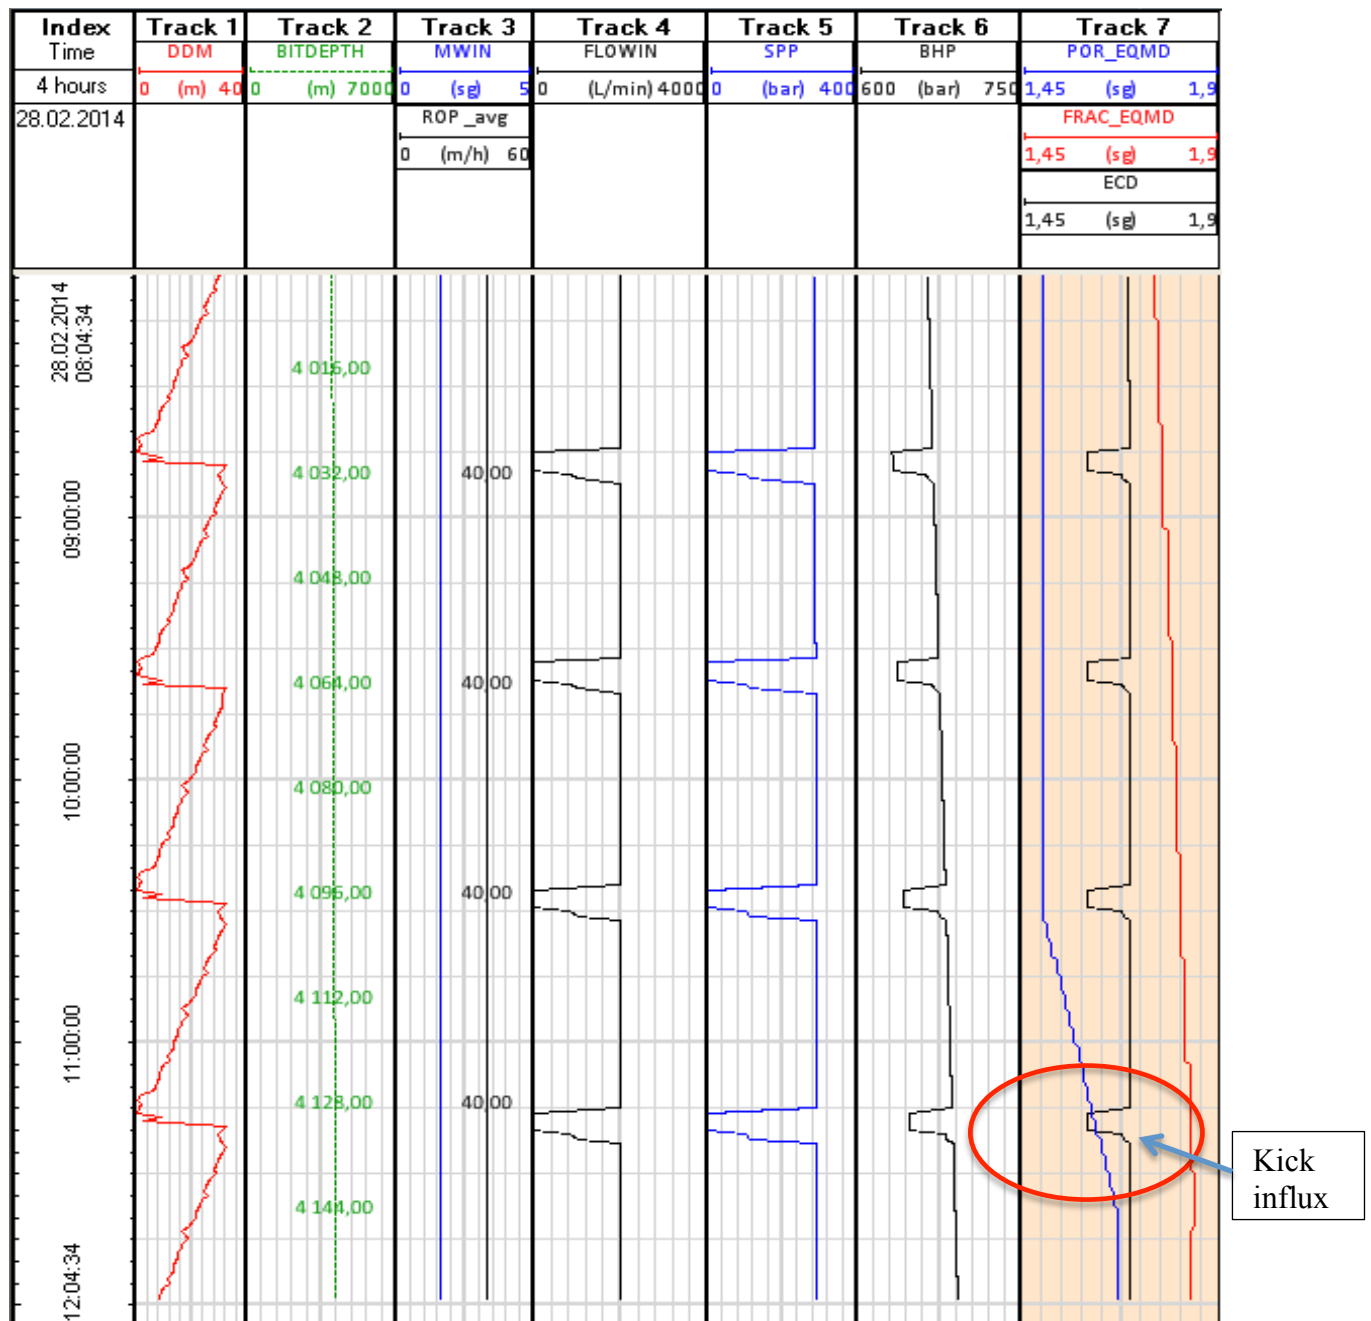 Index Track 1 Track 2 Track 3 Track 4 Track 5 Track 6 Track 7
Time DDM BITDEPTH MWIN FLOWIN SPP BHP POR_EQMD
4 hours 0 (m) 40 0 (m) 7000 0 (sg) 5 0 (L/min) 4000 0 (bar) 400 600 (bar) 750 1,45 (sg) 1,9
28.02.2014 ROP _avg FRAC_EQMD
0 (m/h) 60 1,45 (sg) 1,9
ECD
1,45 (sg) 1,9
28.02.2014
08:04:34
4 016,00
4 032,00 40,00
09:00:00
4 048,00
4 064,00 40,00
10:00:00
4 080,00
4 096,00 40,00
4 112,00
11:00:00
4 128,00 40,00
Kick
influx
4 144,00
12:04:34